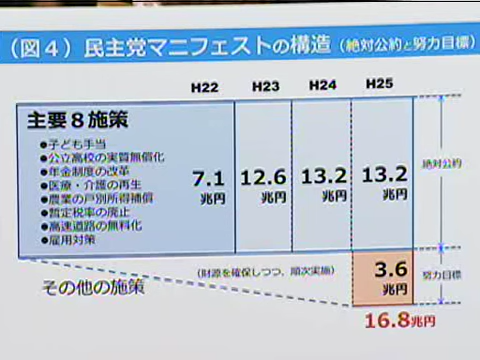 （図４）民主党マニフェストの構造（絶対公約と努力目標）
H22 H23 H24 H25
主要８施策
●子ども手当
●公立高校の実質無償化
●年金制度の改革
●医療・介護の再生
●農業の戸別所得補償
●暫定税率の廃止
●高速道路の無料化
●雇用対策
7.1兆円
12.6兆円
13.2兆円
13.2兆円
絶対公約
その他の施策
（財源を確保しつつ、順次実施）
3.6兆円
努力目標
16.8兆円